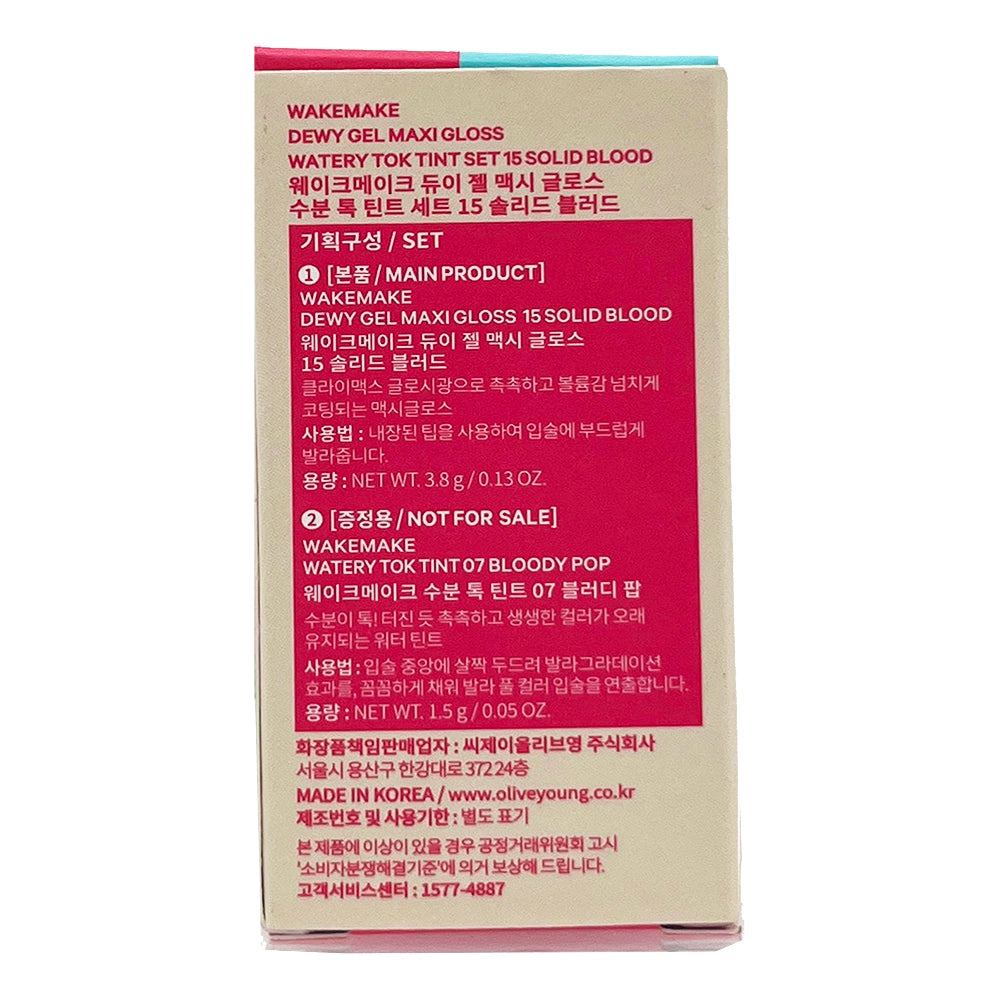 WAKEMAKE
DEWY GEL MAXI GLOSS
WATERY TOK TINT SET 15 SOLID BLOOD
웨이크메이크 듀이 젤 맥시 글로스
수분 톡 틴트 세트 15 솔리드 블러드
기획구성 / SET
1 [본품 / MAIN PRODUCT]
WAKEMAKE
DEWY GEL MAXI GLOSS 15 SOLID BLOOD
웨이크메이크 듀이 젤 맥시 글로스
15 솔리드 블러드
클라이맥스 글로시광으로 촉촉하고 볼륨감 넘치게
코팅되는 맥시글로스
사용법 : 내장된 팁을 사용하여 입술에 부드럽게
발라줍니다.
용량 : NET WT. 3.8 g / 0.13 OZ.
2 [증정용 / NOT FOR SALE]
WAKEMAKE
WATERY TOK TINT 07 BLOODY POP
웨이크메이크 수분 톡 틴트 07 블러디 팝
수분이 톡! 터진 듯 촉촉하고 생생한 컬러가 오래
유지되는 워터 틴트
사용법 : 입술 중앙에 살짝 두드려 발라그라데이션
효과를, 꼼꼼하게 채워 발라 풀 컬러 입술을 연출합니다.
용량 : NET WT. 1.5 g / 0.05 OZ.
화장품책임판매업자 : 씨제이올리브영 주식회사
서울시 용산구 한강대로 372 24층
MADE IN KOREA / www.oliveyoung.co.kr
제조번호 및 사용기한 : 별도 표기
본 제품에 이상이 있을 경우 공정거래위원회 고시
'소비자분쟁해결기준'에 의거 보상해 드립니다.
고객서비스센터 : 1577-4887